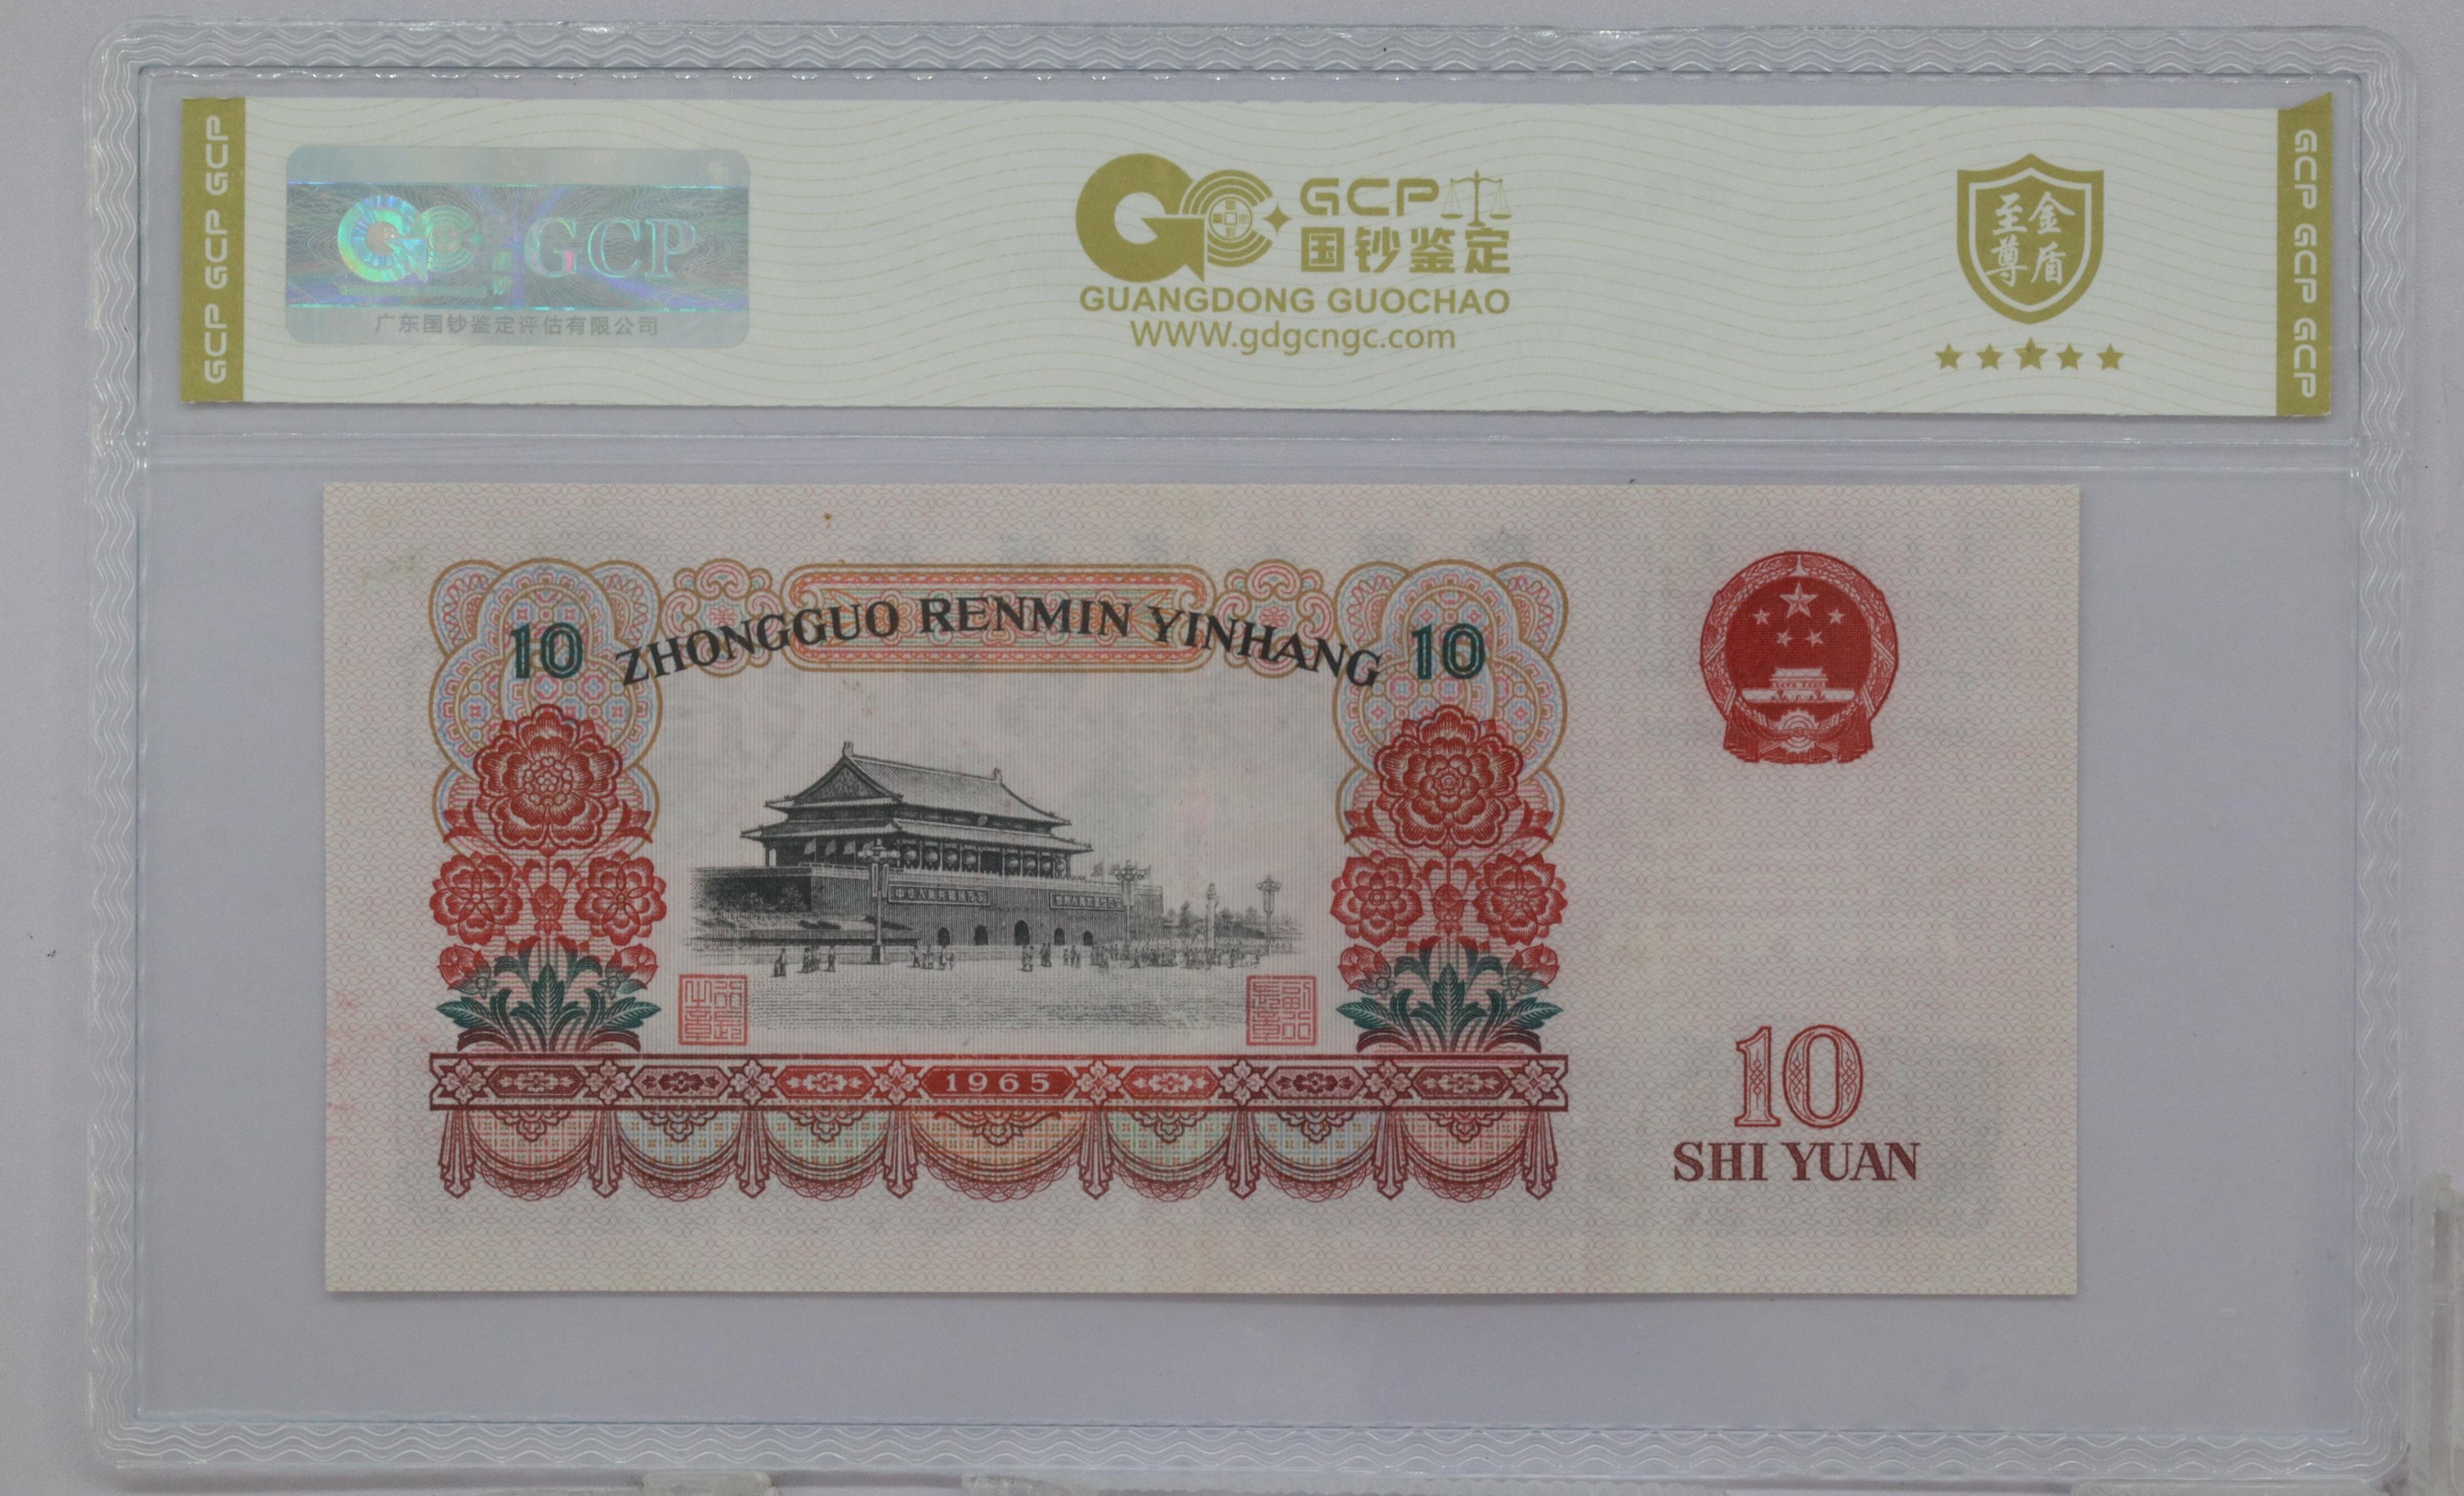 GCP GCP GCP
GCP
广东国钞鉴定评估有限公司
GCP
国钞鉴定
GUANGDONG GUOCHAO
WWW.gdgcngc.com
至尊
金盾
GCP GCP GCP
ZHONGGUO RENMIN YINHANG
10
10
1965
10
SHI YUAN